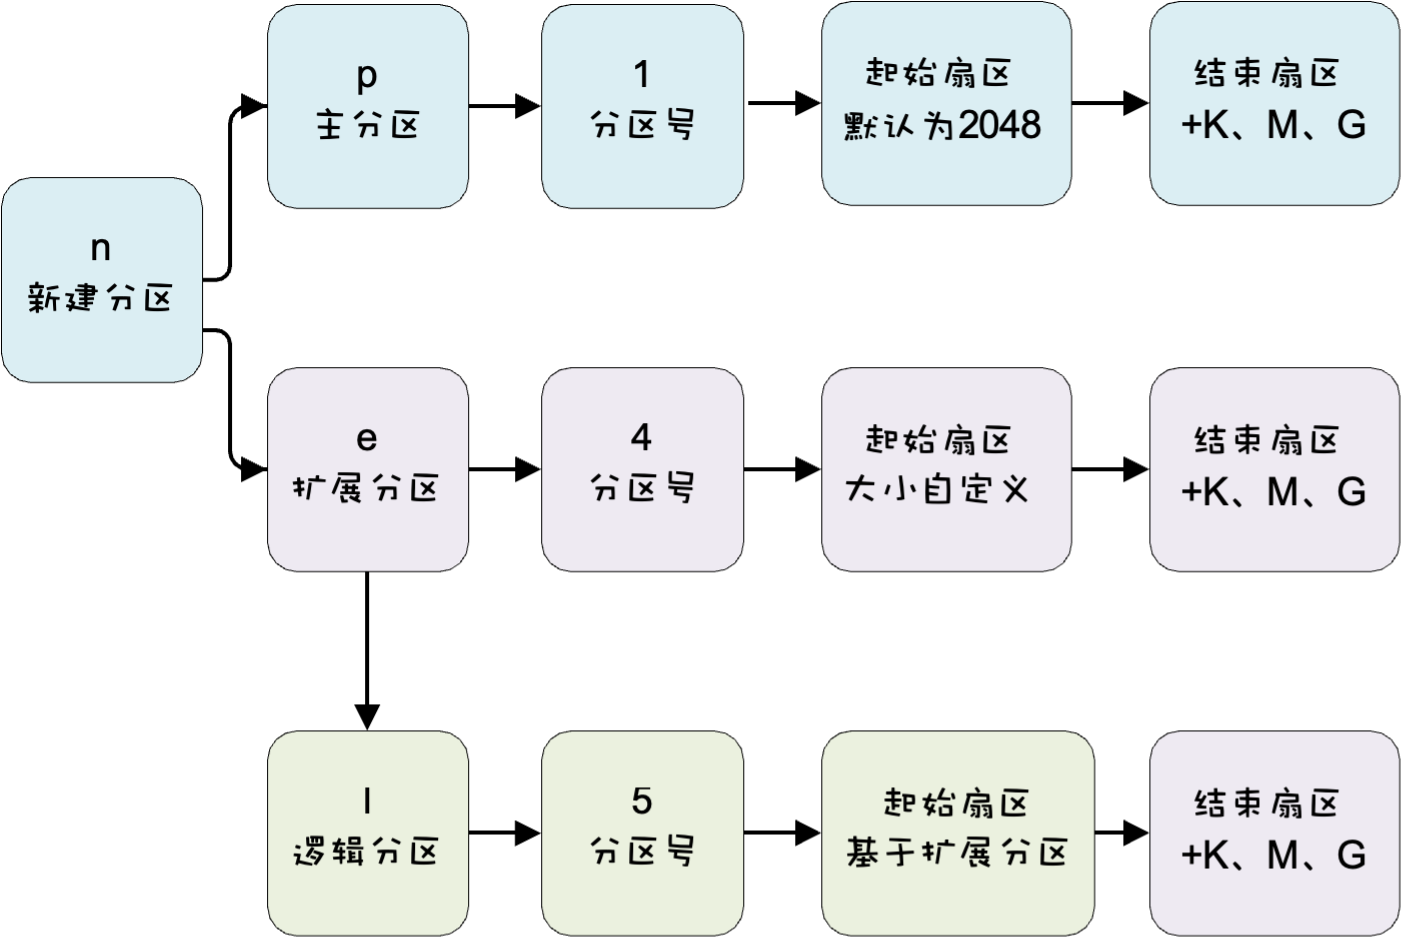 n
新建分区
p
主分区
1
分区号
起始扇区
默认为2048
结束扇区
+K、M、G
e
扩展分区
4
分区号
起始扇区
大小自定义
结束扇区
+K、M、G
l
逻辑分区
5
分区号
起始扇区
基于扩展分区
结束扇区
+K、M、G